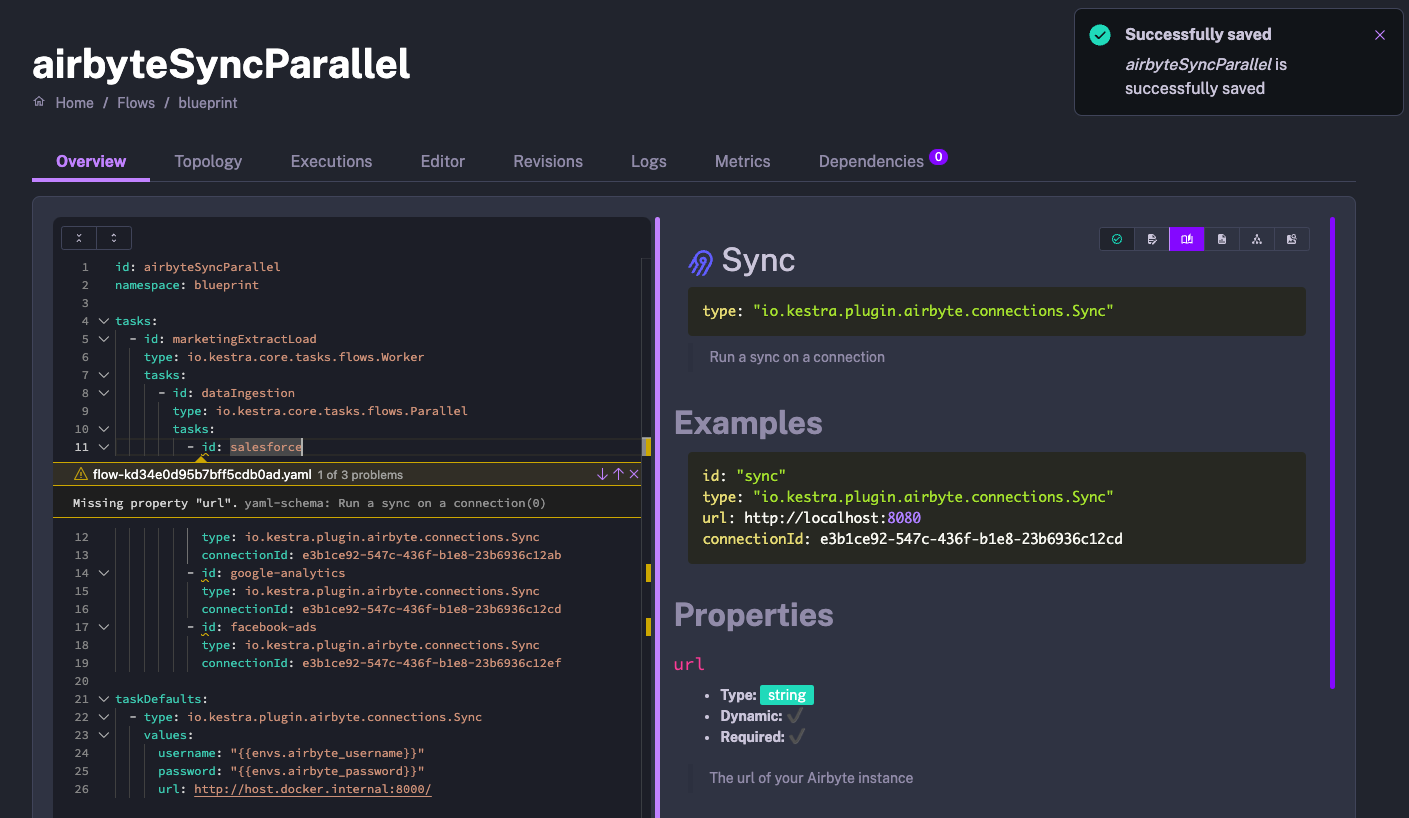 airbyteSyncParallel
Home / Flows / blueprint
Successfully saved
airbyteSyncParallel is
successfully saved
Overview Topology Executions Editor Revisions Logs Metrics Dependencies 0
1 id: airbyteSyncParallel
2 namespace: blueprint
3
4 tasks:
5 - id: marketingExtractLoad
6 type: io.kestra.core.tasks.flows.Worker
7 tasks:
8 - id: dataIngestion
9 type: io.kestra.core.tasks.flows.Parallel
10 tasks:
11 - id: salesforce
flow-kd34e0d95b7bff5cdb0ad.yaml 1 of 3 problems
Missing property "url". yaml-schema: Run a sync on a connection(0)
12 type: io.kestra.plugin.airbyte.connections.Sync
13 connectionId: e3b1ce92-547c-436f-b1e8-23b6936c12ab
14 - id: google-analytics
15 type: io.kestra.plugin.airbyte.connections.Sync
16 connectionId: e3b1ce92-547c-436f-b1e8-23b6936c12cd
17 - id: facebook-ads
18 type: io.kestra.plugin.airbyte.connections.Sync
19 connectionId: e3b1ce92-547c-436f-b1e8-23b6936c12ef
20
21 taskDefaults:
22 - type: io.kestra.plugin.airbyte.connections.Sync
23 values:
24 username: "{{envs.airbyte_username}}"
25 password: "{{envs.airbyte_password}}"
26 url: http://host.docker.internal:8000/
Sync
type: "io.kestra.plugin.airbyte.connections.Sync"
Run a sync on a connection
Examples
id: "sync"
type: "io.kestra.plugin.airbyte.connections.Sync"
url: http://localhost:8080
connectionId: e3b1ce92-547c-436f-b1e8-23b6936c12cd
Properties
url
Type: string
Dynamic:
Required:
The url of your Airbyte instance